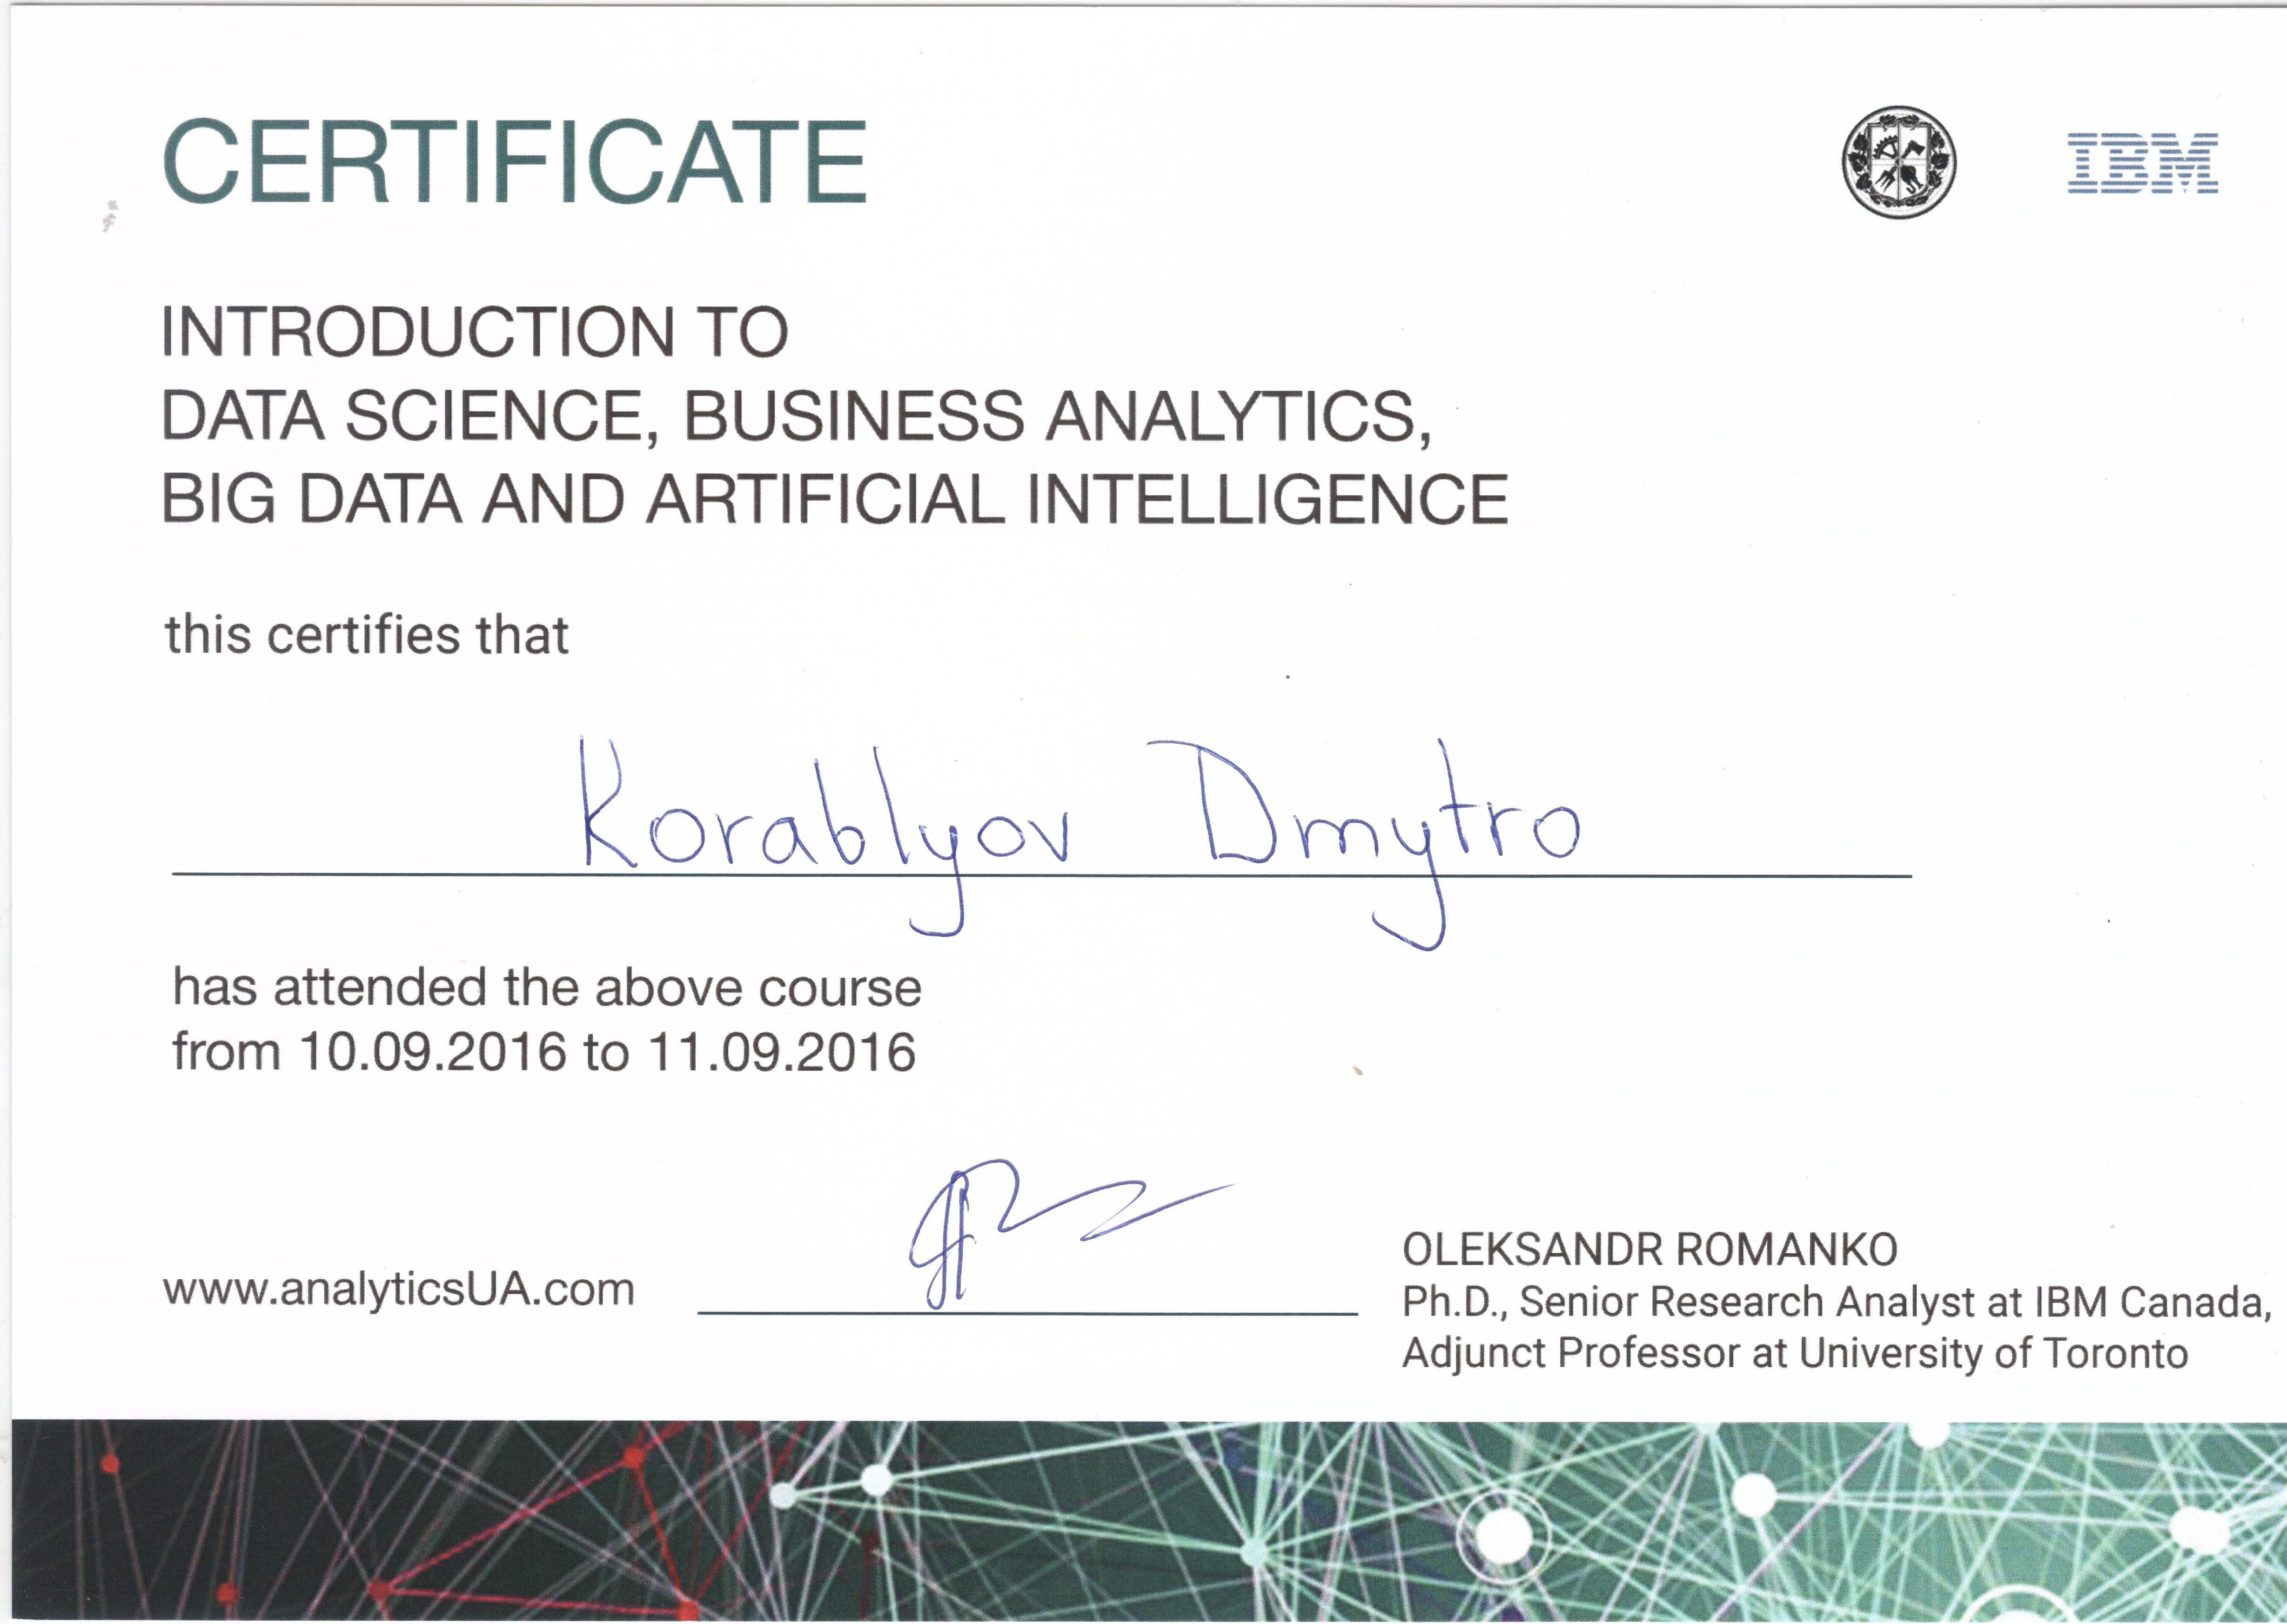 CERTIFICATE
IBM
INTRODUCTION TO
DATA SCIENCE, BUSINESS ANALYTICS,
BIG DATA AND ARTIFICIAL INTELLIGENCE
this certifies that
Korablyov Dmytro
has attended the above course
from 10.09.2016 to 11.09.2016
www.analyticsUA.com
OLEKSANDR ROMANKO
Ph.D., Senior Research Analyst at IBM Canada,
Adjunct Professor at University of Toronto